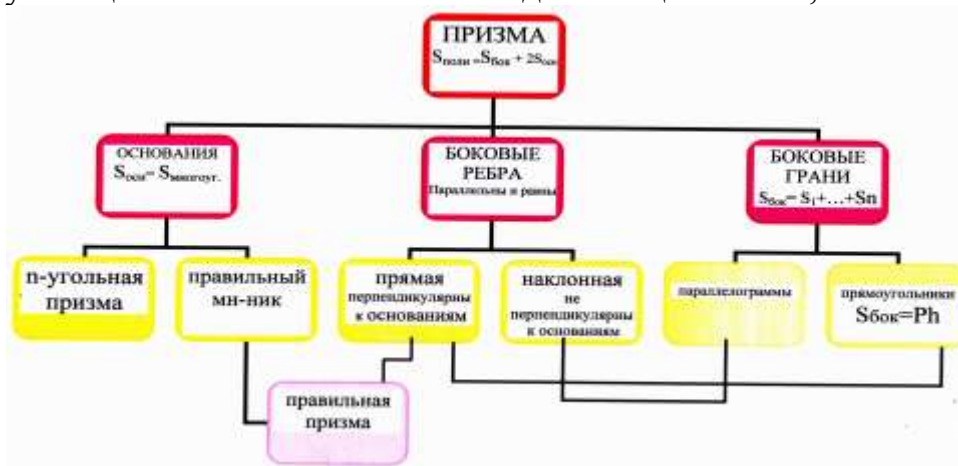 ПРИЗМА
Sполн =Sбок + 2Sосн
ОСНОВАНИЯ
Sосн= Sмногоуг.
БОКОВЫЕ
РЕБРА
Параллельны и равны
БОКОВЫЕ
ГРАНИ
Sбок= S1+…+Sn
n-угольная
призма
правильный
мн-ник
прямая
перпендикулярны
к основаниям
наклонная
не
перпендикулярны
к основаниям
параллелограммы
прямоугольники
Sбок=Ph
правильная
призма